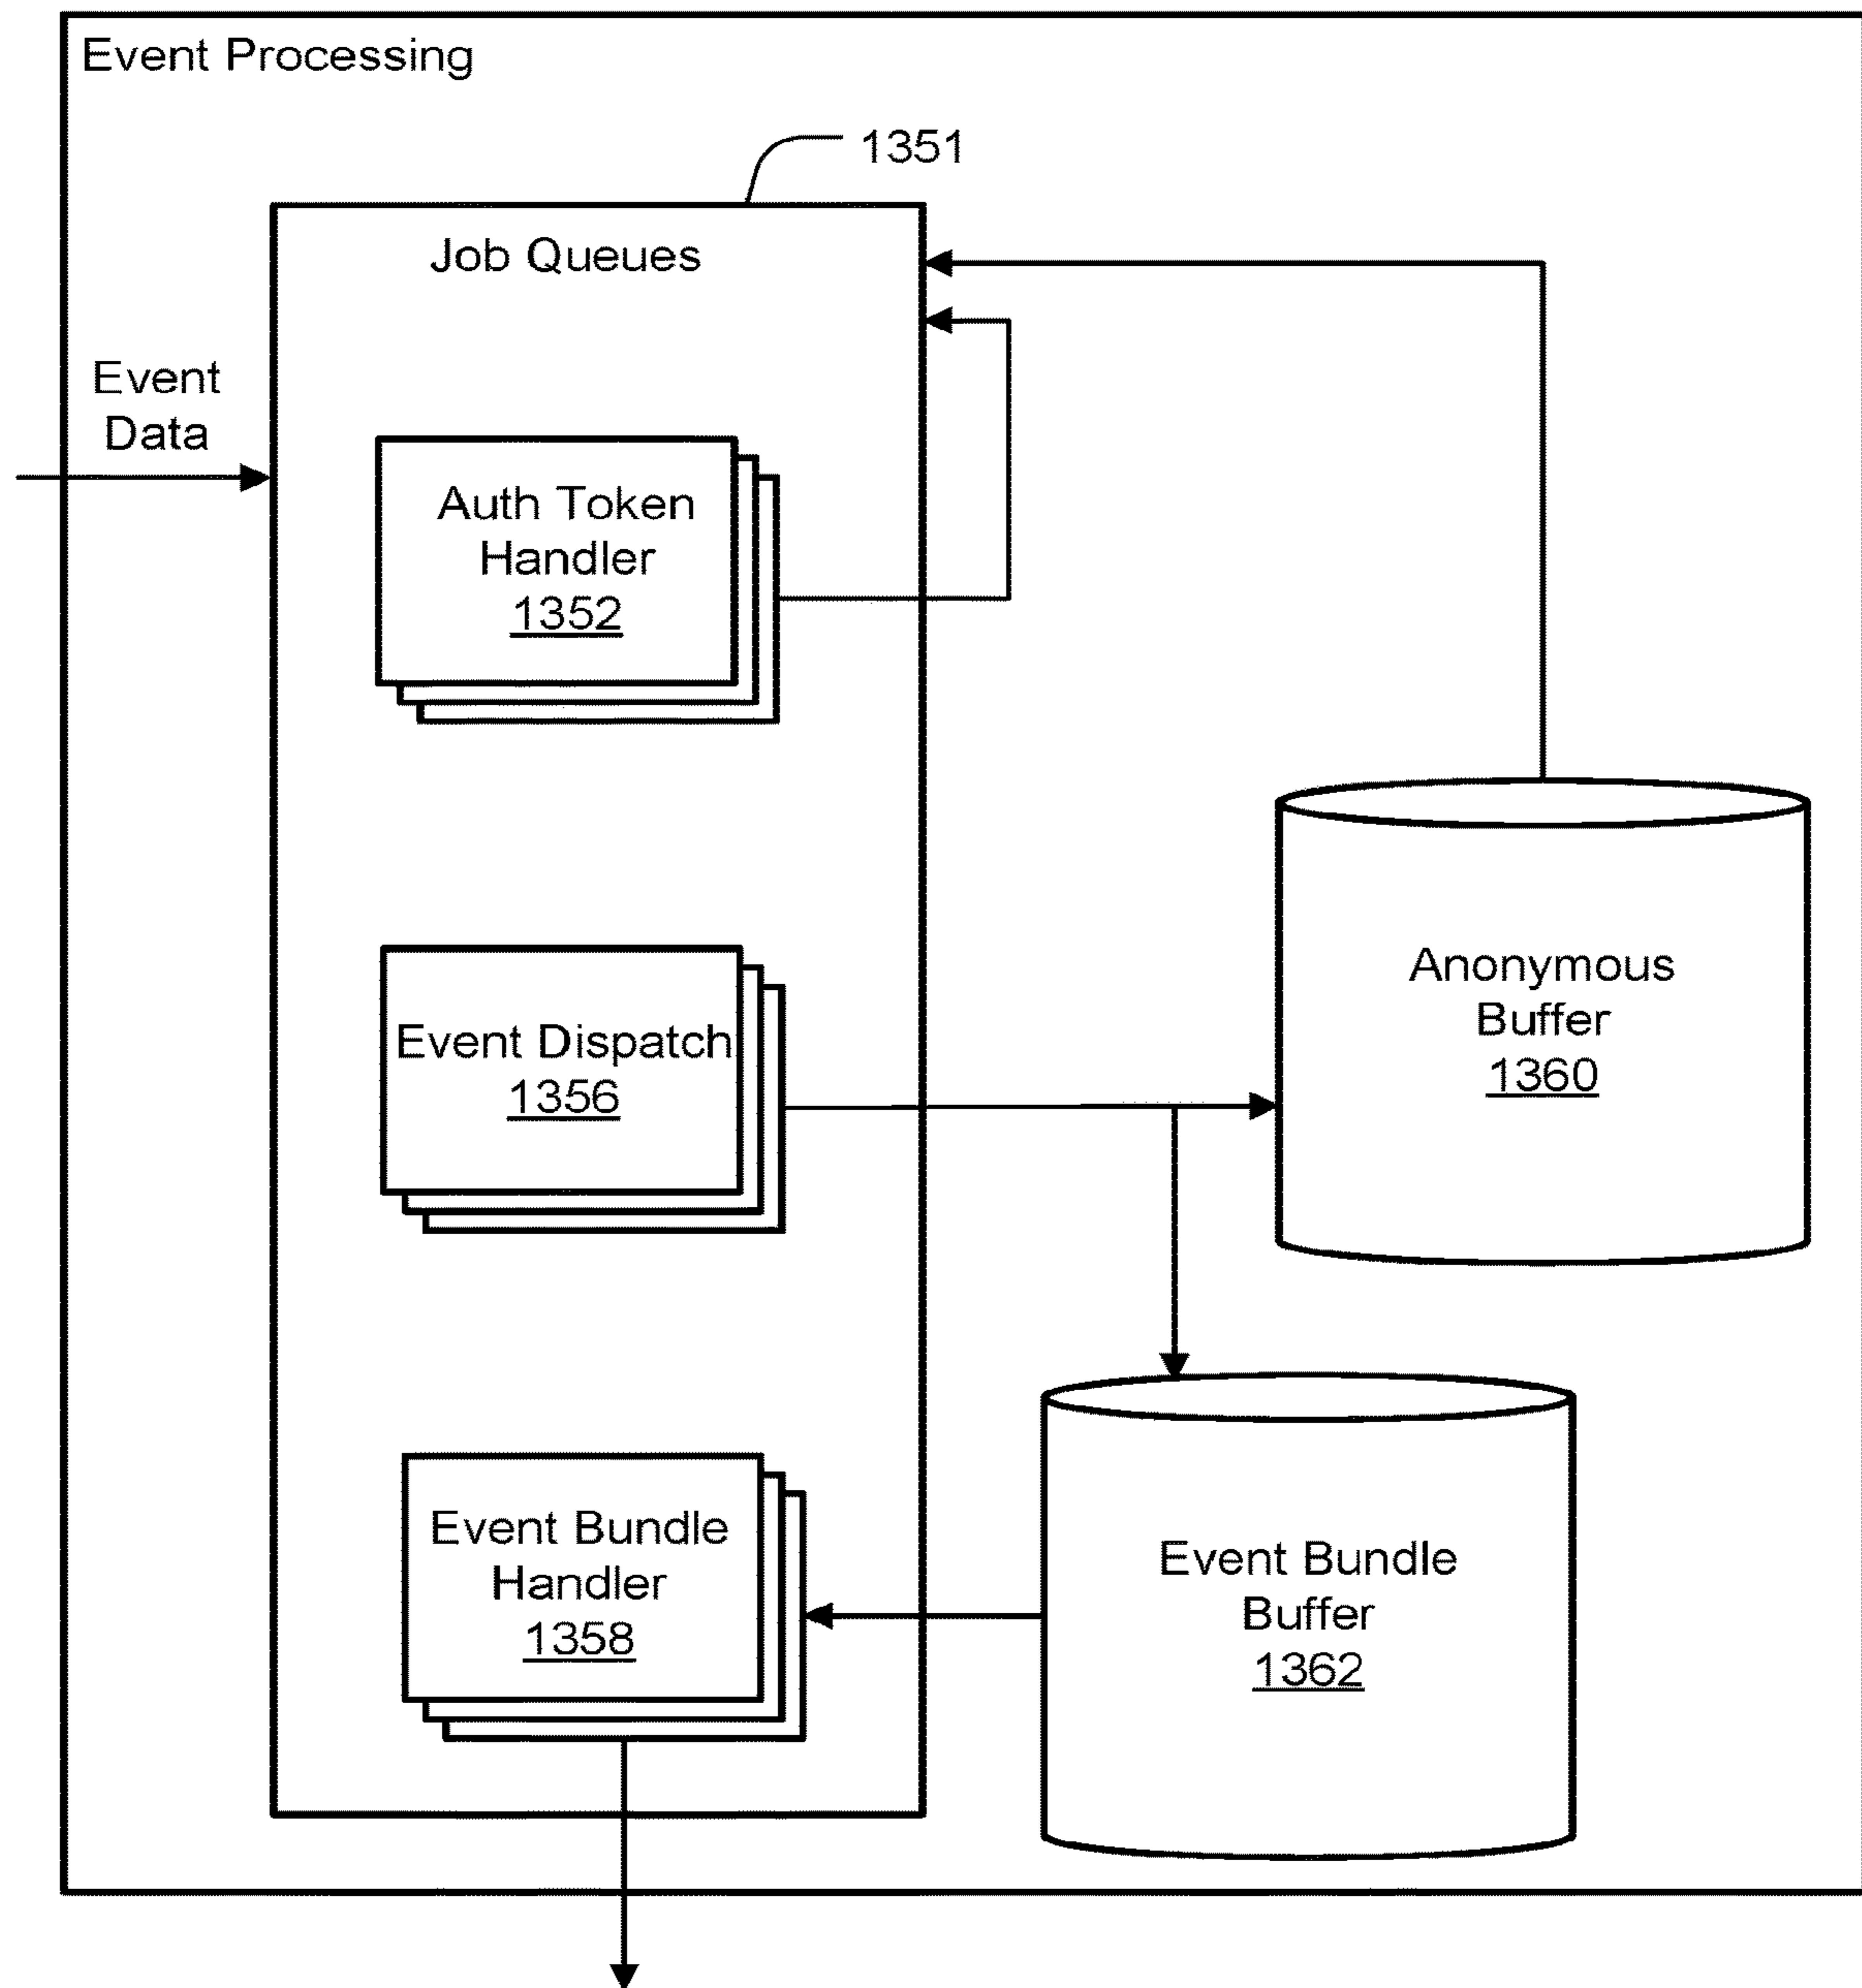 Event Processing
1351
Job Queues
Event
Data
Auth Token
Handler
1352
Anonymous
Buffer
1360
Event Dispatch
1356
Event Bundle
Handler
1358
Event Bundle
Buffer
1362